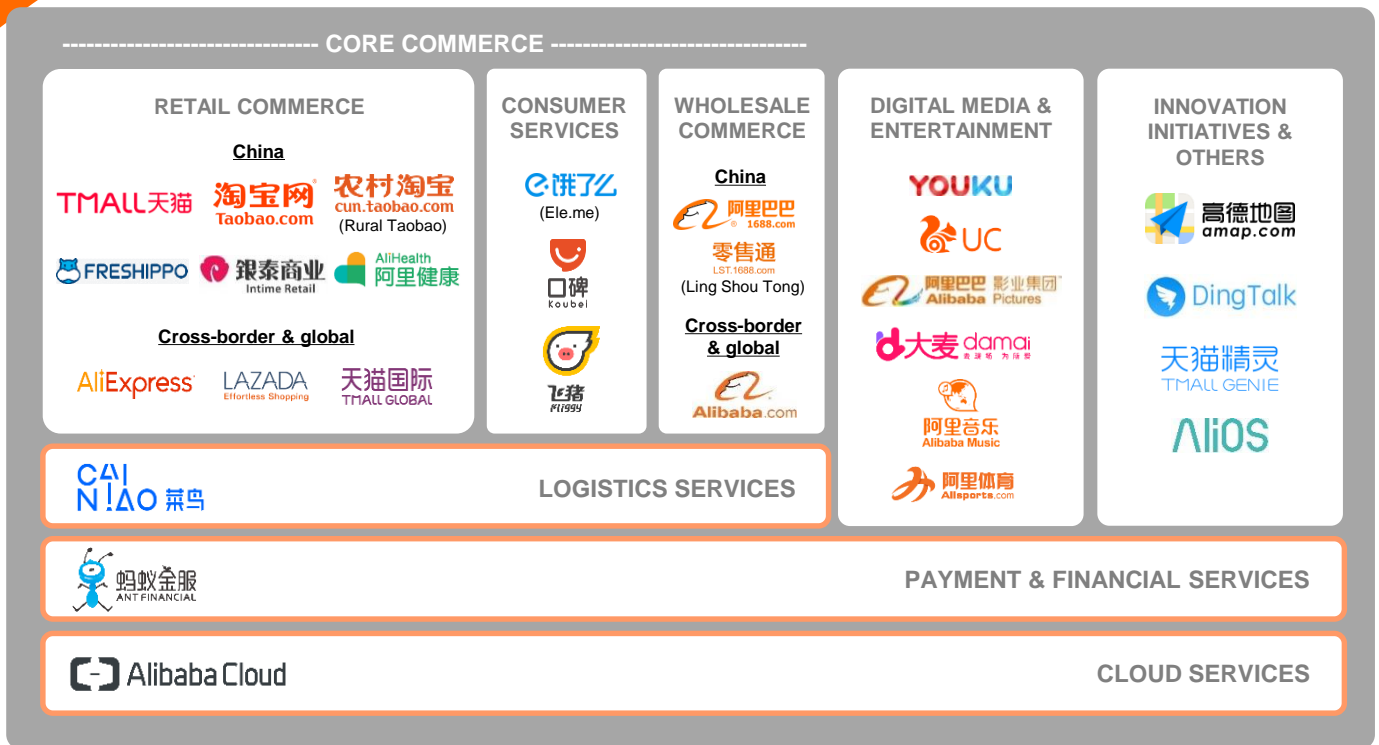 ------------------------------- CORE COMMERCE -------------------------------
RETAIL COMMERCE
China
TMALL天猫
淘宝网
Taobao.com
农村淘宝
cun.taobao.com
(Rural Taobao)
FRESHIPPO
银泰商业
Intime Retail
AliHealth
阿里健康
Cross-border & global
AliExpress
LAZADA
Effortless Shopping
天猫国际
TMALL GLOBAL
CONSUMER
SERVICES
饿了么
(Ele.me)
口碑
Koubei
飞猪
Fliggy
WHOLESALE
COMMERCE
China
阿里巴巴
® 1688.com
零售通
LST.1688.com
(Ling Shou Tong)
Cross-border
& global
Alibaba.com
DIGITAL MEDIA &
ENTERTAINMENT
YOUKU
UC
阿里巴巴 影业集团
Alibaba Pictures
大麦 damai
阿里音乐
Alibaba Music
阿里体育
Alisports.com
INNOVATION
INITIATIVES &
OTHERS
高德地图
amap.com
DingTalk
天猫精灵
TMALL GENIE
AliOS
CAI
NIAO 菜鸟
LOGISTICS SERVICES
蚂蚁金服
ANT FINANCIAL
PAYMENT & FINANCIAL SERVICES
Alibaba Cloud
CLOUD SERVICES